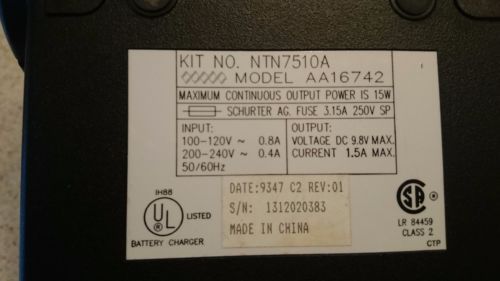 KIT NO. NTN7510A
MODEL AA16742
MAXIMUM CONTINUOUS OUTPUT POWER IS 15W
SCHURTER AG. FUSE 3.15A 250V SP
INPUT:
100-120V ~ 0.8A
200-240V ~ 0.4A
50/60Hz
OUTPUT:
VOLTAGE DC 9.8V MAX.
CURRENT 1.5A MAX.
IH88
UL LISTED
BATTERY CHARGER
DATE:9347 C2 REV:01
S/N: 1312020383
MADE IN CHINA
SA
LR 84459
CLASS 2
CTP